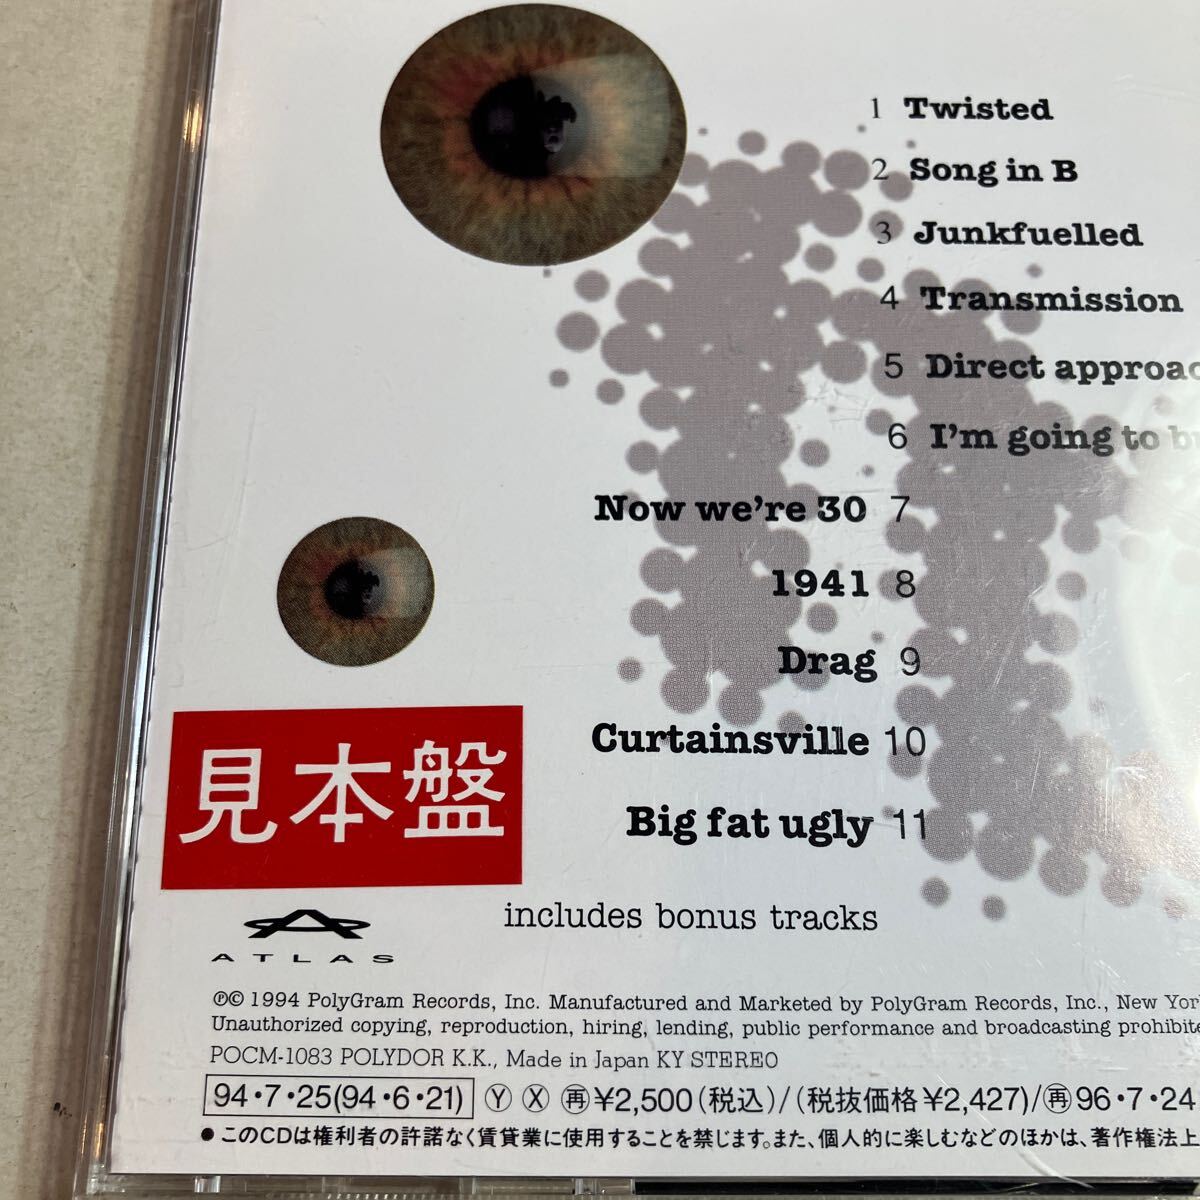 1 Twisted
2 Song in B
3 Junkfuelled
4 Transmission
5 Direct approac
6 I'm going to bu
Now we're 30 7
1941 8
Drag 9
Curtainsville 10
Big fat ugly 11
見本盤
includes bonus tracks
ATLAS
℗© 1994 PolyGram Records, Inc. Manufactured and Marketed by PolyGram Records, Inc., New Yor
Unauthorized copying, reproduction, hiring, lending, public performance and broadcasting prohibite
POCM-1083 POLYDOR K.K., Made in Japan KY STEREO
94・7・25(94・6・21) Ⓨ Ⓧ ㊢¥2,500(税込)/(税抜価格¥2,427)/再96・7・24
●このCDは権利者の許諾なく賃貸業に使用することを禁じます。また、個人的に楽しむなどのほかは、著作権法上